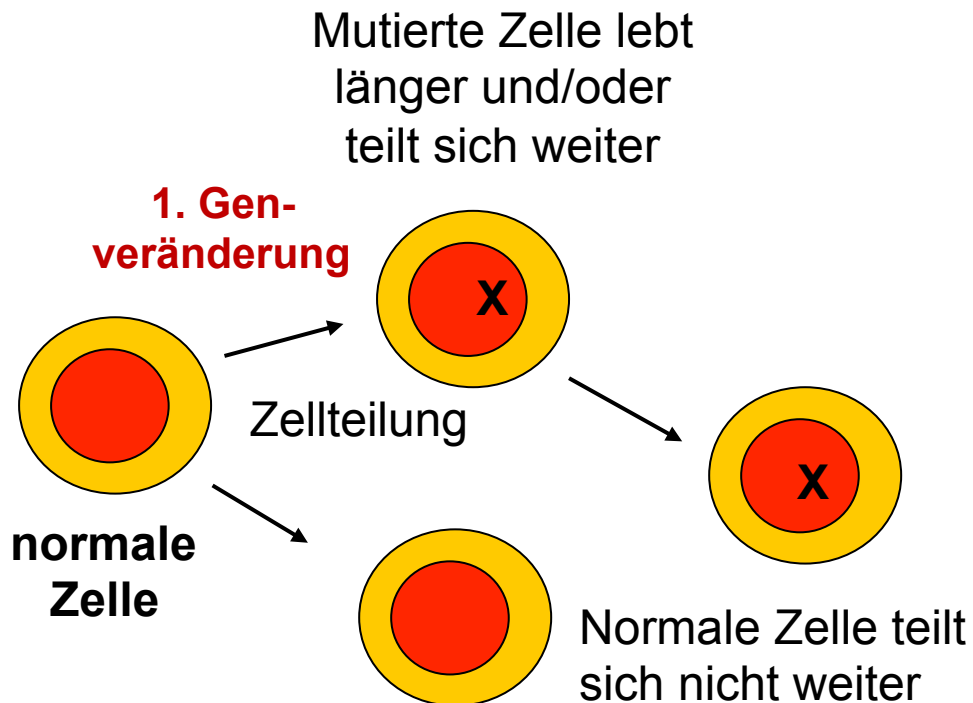 Mutierte Zelle lebt
länger und/oder
teilt sich weiter
1. Gen-
veränderung
X
Zellteilung
X
normale
Zelle
Normale Zelle teilt
sich nicht weiter